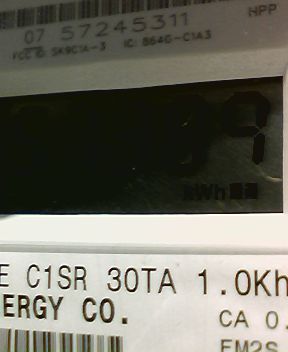 HPP
07 57245311
FCC ID: SK9C1A-3 IC: 864G-C1A3
39
kWh
E C1SR 30TA 1.0Kh
ERGY CO.
CA 0.
FM2S